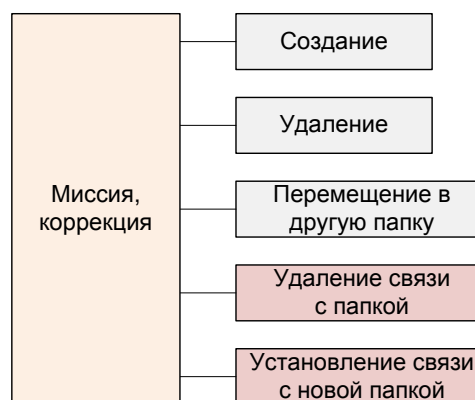 Создание
Удаление
Миссия,
коррекция
Перемещение в
другую папку
Удаление связи
с папкой
Установление связи
с новой папкой